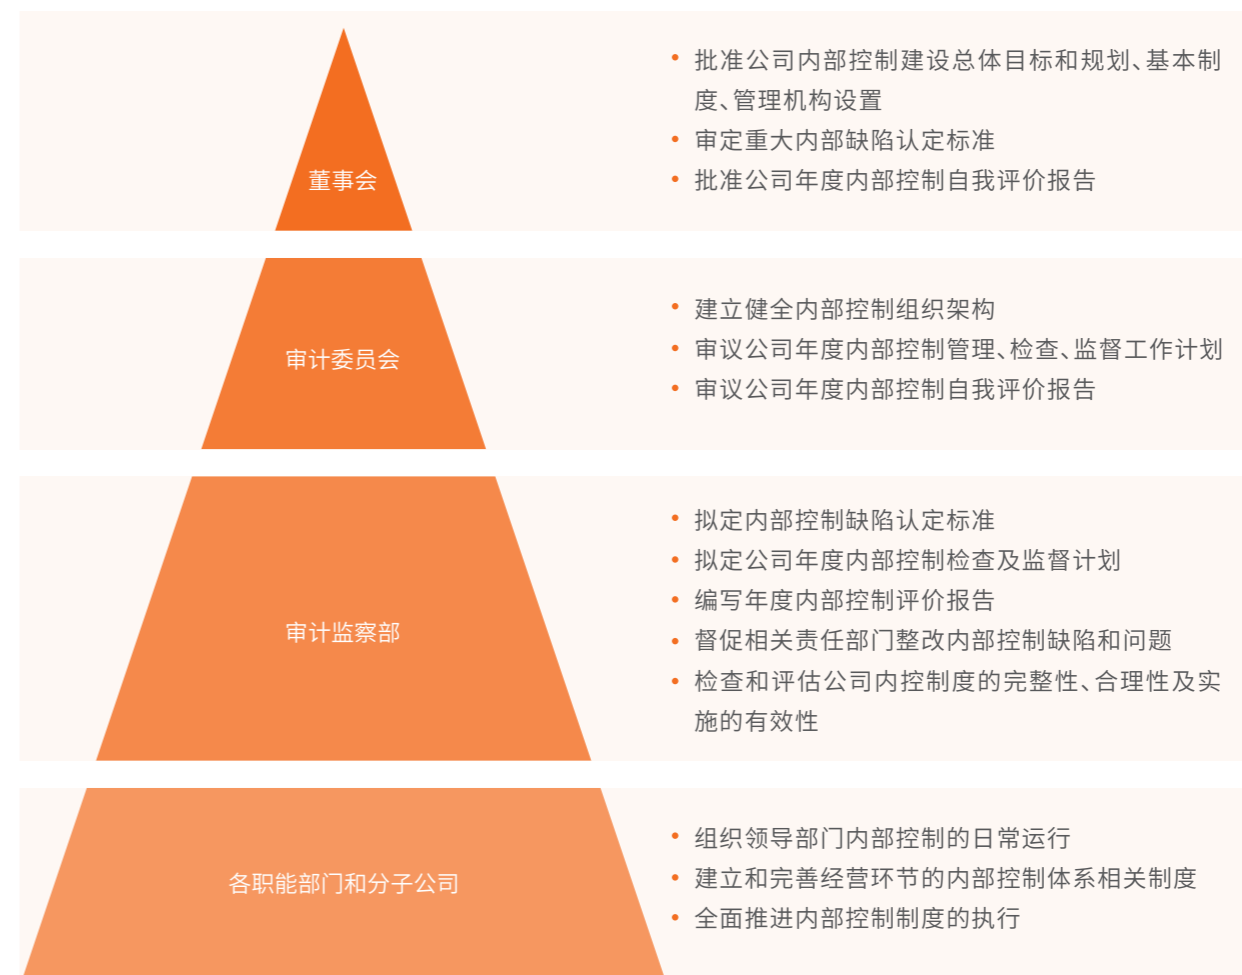 董事会
• 批准公司内部控制建设总体目标和规划、基本制
度、管理机构设置
• 审定重大内部缺陷认定标准
• 批准公司年度内部控制自我评价报告
审计委员会
• 建立健全内部控制组织架构
• 审议公司年度内部控制管理、检查、监督工作计划
• 审议公司年度内部控制自我评价报告
审计监察部
• 拟定内部控制缺陷认定标准
• 拟定公司年度内部控制检查及监督计划
• 编写年度内部控制评价报告
• 督促相关责任部门整改内部控制缺陷和问题
• 检查和评估公司内控制度的完整性、合理性及实
施的有效性
各职能部门和分子公司
• 组织领导部门内部控制的日常运行
• 建立和完善经营环节的内部控制体系相关制度
• 全面推进内部控制制度的执行